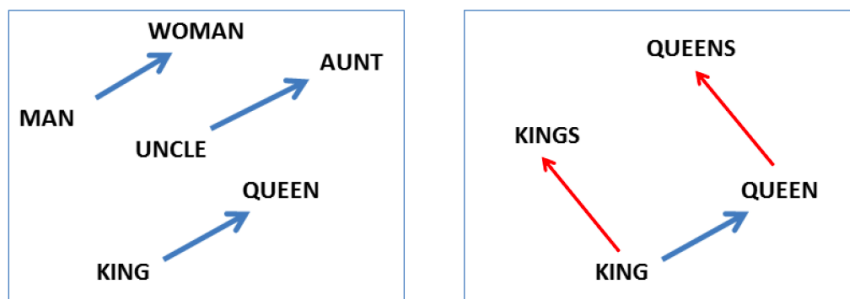 WOMAN
AUNT
MAN
UNCLE
QUEEN
KING
QUEENS
KINGS
QUEEN
KING